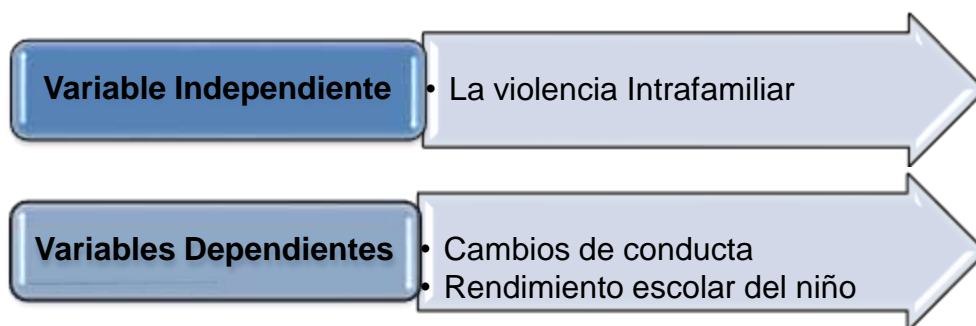 Variable Independiente
• La violencia Intrafamiliar
Variables Dependientes
• Cambios de conducta
• Rendimiento escolar del niño